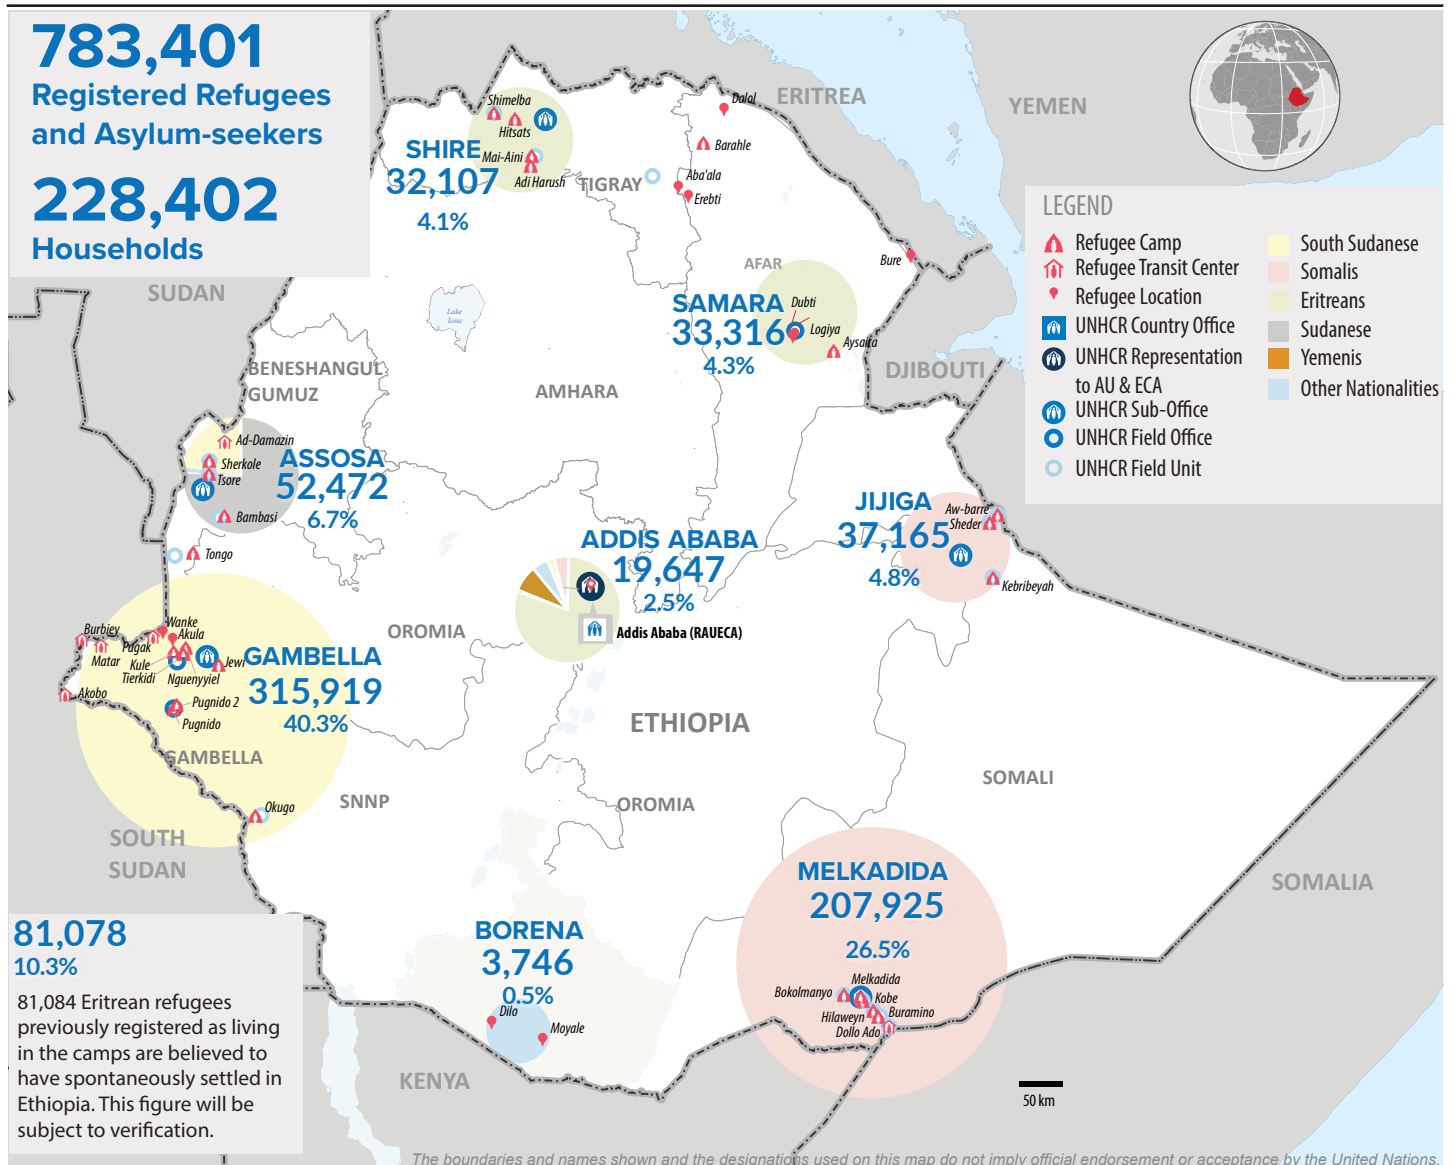 783,401
Registered Refugees
and Asylum-seekers
228,402
Households
SUDAN
ERITREA
YEMEN
Shimelba
Hitsats
Mai-Aini
Adi Harush
SHIRE
32,107
4.1%
TIGRAY
Dalol
Barahle
Aba'ala
Erebti
Bure
AFAR
SAMARA
33,316
4.3%
Dubti
Logiya
Aysaita
DJIBOUTI
Lake
Tana
BENESHANGUL
GUMUZ
AMHARA
LEGEND
Refugee Camp
Refugee Transit Center
Refugee Location
UNHCR Country Office
UNHCR Representation
to AU & ECA
UNHCR Sub-Office
UNHCR Field Office
UNHCR Field Unit
South Sudanese
Somalis
Eritreans
Sudanese
Yemenis
Other Nationalities
Ad-Damazin
Sherkole
Tsore
Bambasi
Tongo
ASSOSA
52,472
6.7%
JIJIGA
37,165
4.8%
Aw-barre
Sheder
Kebribeyah
ADDIS ABABA
19,647
2.5%
Addis Ababa (RAUECA)
OROMIA
Burbiey
Matar
Pagak
Wanke
Akula
Kule
Tierkidi
Nguenyyiel
Jewi
Akobo
Pugnido 2
Pugnido
GAMBELLA
315,919
40.3%
GAMBELLA
Okugo
SOUTH
SUDAN
SNNP
ETHIOPIA
OROMIA
SOMALI
SOMALIA
MELKADIDA
207,925
26.5%
Melkadida
Bokolmanyo
Kobe
Hilaweyn
Buramino
Dollo Ado
BORENA
3,746
0.5%
Dilo
Moyale
KENYA
81,078
10.3%
81,084 Eritrean refugees
previously registered as living
in the camps are believed to
have spontaneously settled in
Ethiopia. This figure will be
subject to verification.
50 km
The boundaries and names shown and the designations used on this map do not imply official endorsement or acceptance by the United Nations.